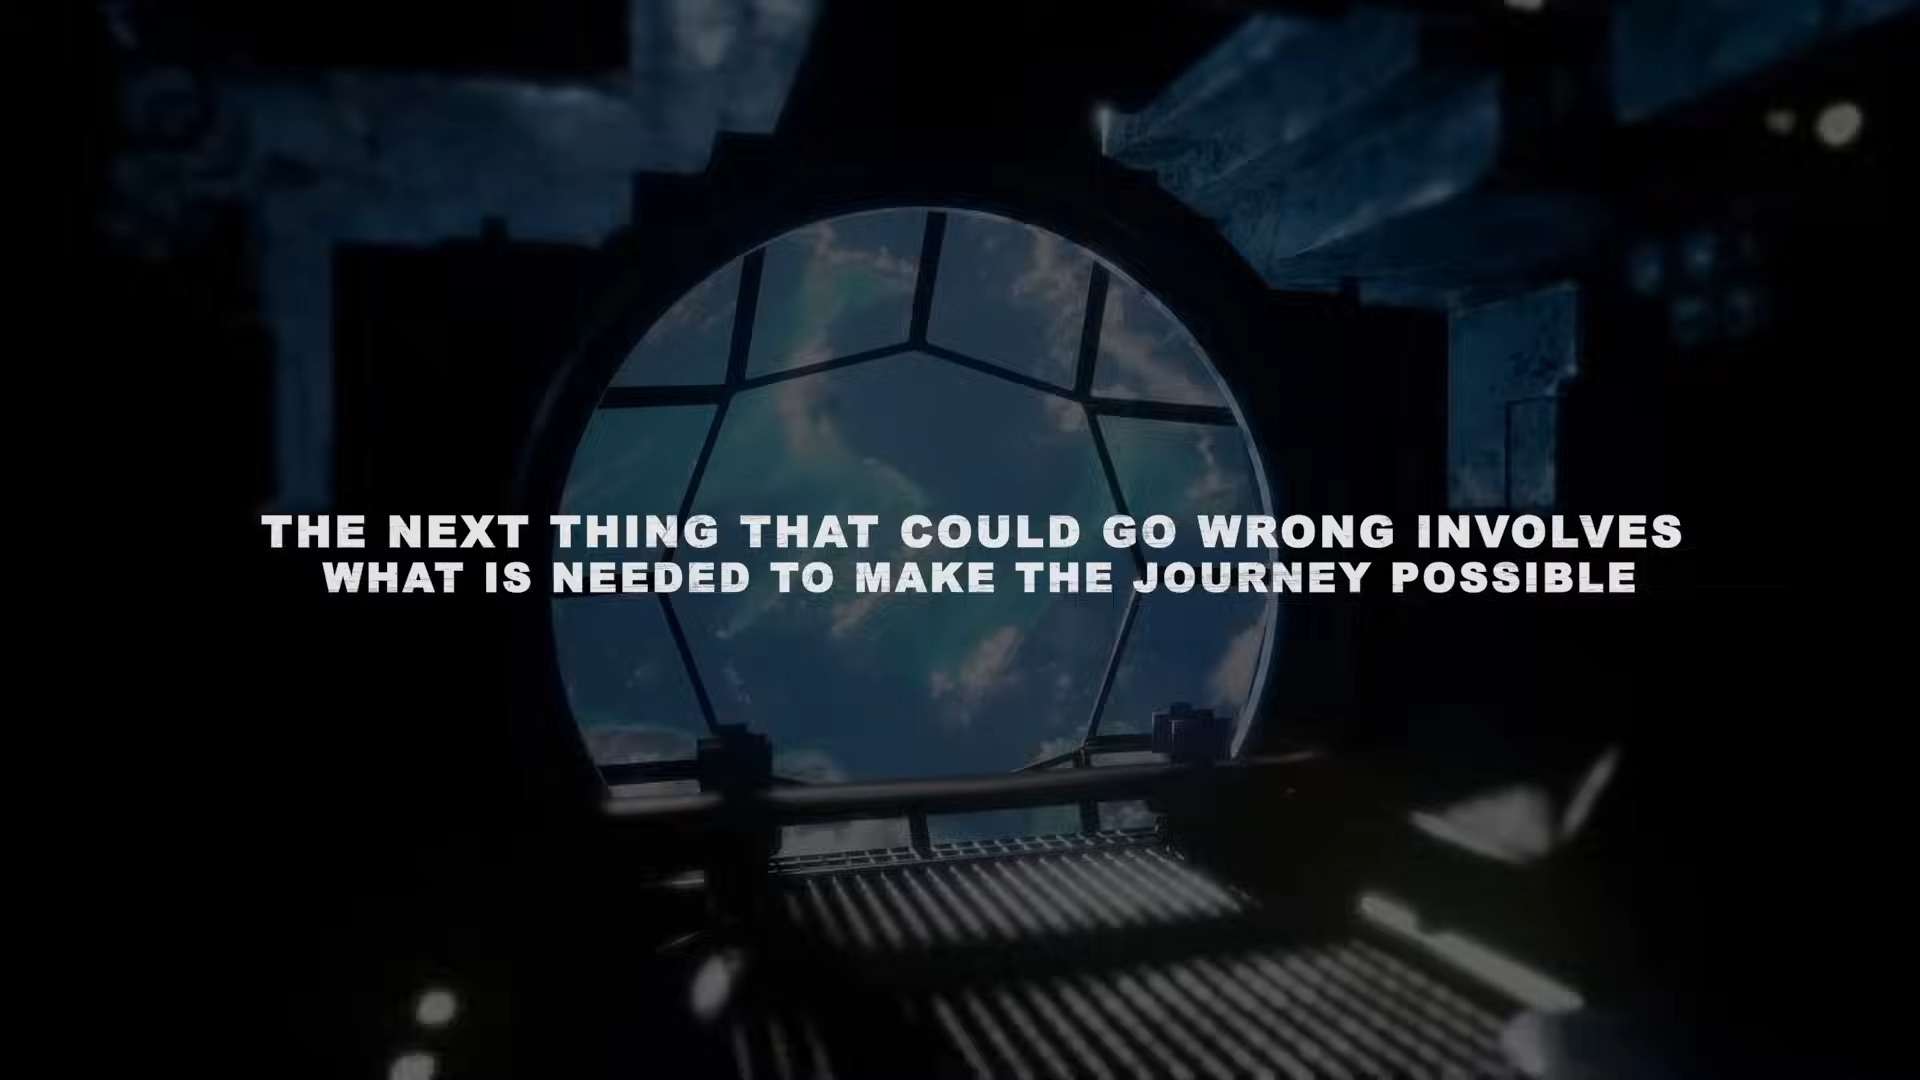 THE NEXT THING THAT COULD GO WRONG INVOLVES
WHAT IS NEEDED TO MAKE THE JOURNEY POSSIBLE